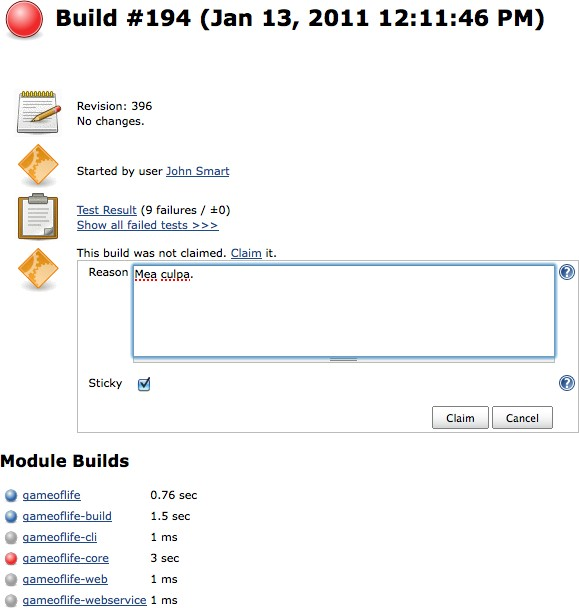 Build #194 (Jan 13, 2011 12:11:46 PM)
Revision: 396
No changes.
Started by user John Smart
Test Result (9 failures / ±0)
Show all failed tests >>>
This build was not claimed. Claim it.
Reason Mea culpa. ?
Sticky ?
Claim Cancel
Module Builds
gameoflife 0.76 sec
gameoflife-build 1.5 sec
gameoflife-cli 1 ms
gameoflife-core 3 sec
gameoflife-web 1 ms
gameoflife-webservice 1 ms